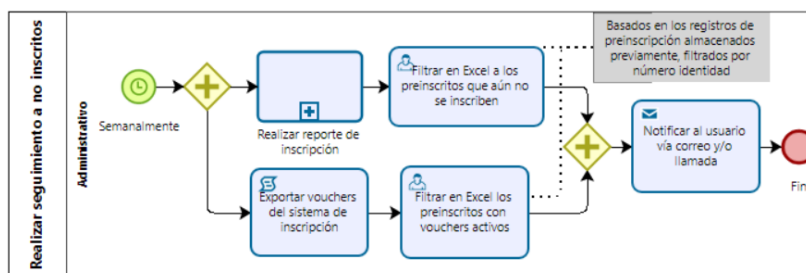 Realizar seguimiento a no inscritos
Administrativo
Semanalmente
Realizar reporte de
inscripción
Filtrar en Excel a los
preinscritos que aún no
se inscriben
Basados en los registros de
preinscripción almacenados
previamente, filtrados por
número identidad
Exportar vouchers
del sistema de
inscripción
Filtrar en Excel los
preinscritos con
vouchers activos
Notificar al usuario
vía correo y/o
llamada
Fin